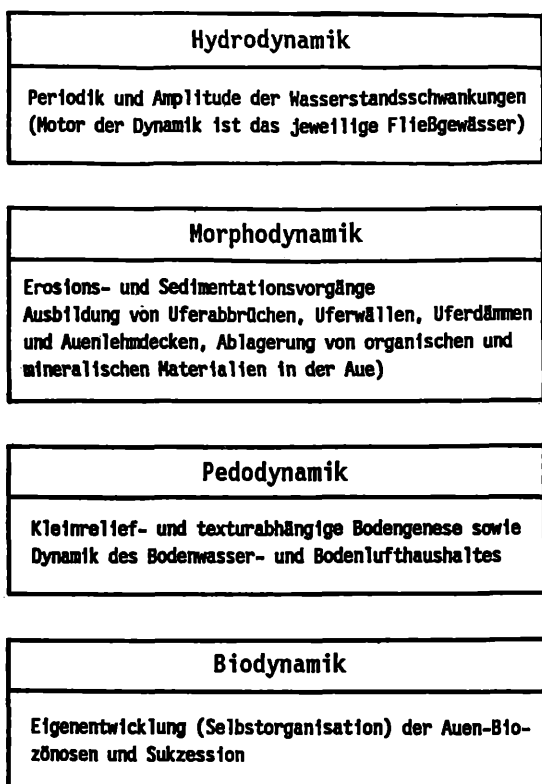 Hydrodynamik
Periodik und Amplitude der Wasserstandsschwankungen
(Motor der Dynamik ist das jeweilige Fließgewässer)
Morphodynamik
Erosions- und Sedimentationsvorgänge
Ausbildung von Uferabbrüchen, Uferwällen, Uferdämmen
und Auenlehmdecken, Ablagerung von organischen und
mineralischen Materialien in der Aue)
Pedodynamik
Kleinrelief- und texturabhängige Bodengenese sowie
Dynamik des Bodenwasser- und Bodenlufthaushaltes
Biodynamik
Eigenentwicklung (Selbstorganisation) der Auen-Bio-
zönosen und Sukzession